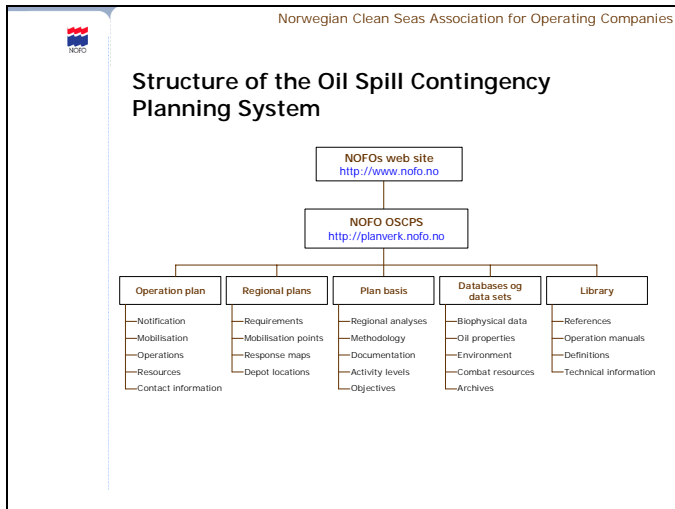 Norwegian Clean Seas Association for Operating Companies
NOFO
Structure of the Oil Spill Contingency
Planning System
NOFOs web site
http://www.nofo.no
NOFO OSCPS
http://planverk.nofo.no
Operation plan
Notification
Mobilisation
Operations
Resources
Contact information
Regional plans
Requirements
Mobilisation points
Response maps
Depot locations
Plan basis
Regional analyses
Methodology
Documentation
Activity levels
Objectives
Databases og
data sets
Biophysical data
Oil properties
Environment
Combat resources
Archives
Library
References
Operation manuals
Definitions
Technical information